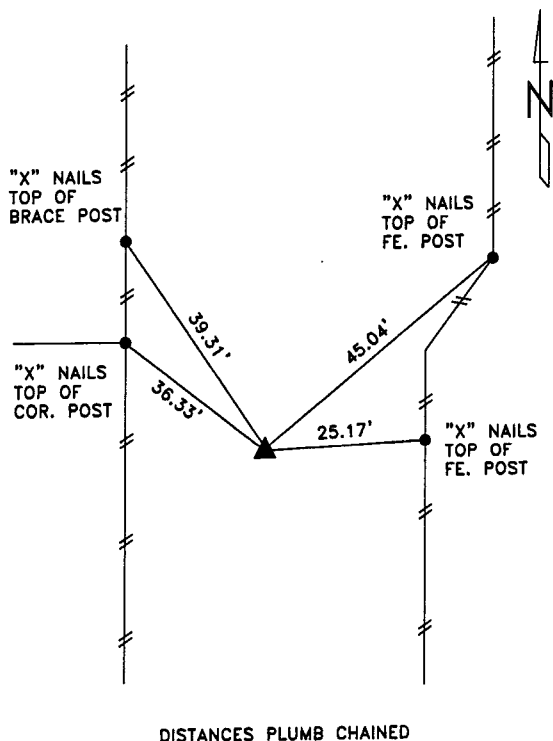 N
"X" NAILS
TOP OF
BRACE POST
"X" NAILS
TOP OF
FE. POST
39.31'
45.04'
"X" NAILS
TOP OF
COR. POST
36.33'
25.17'
"X" NAILS
TOP OF
FE. POST
DISTANCES PLUMB CHAINED